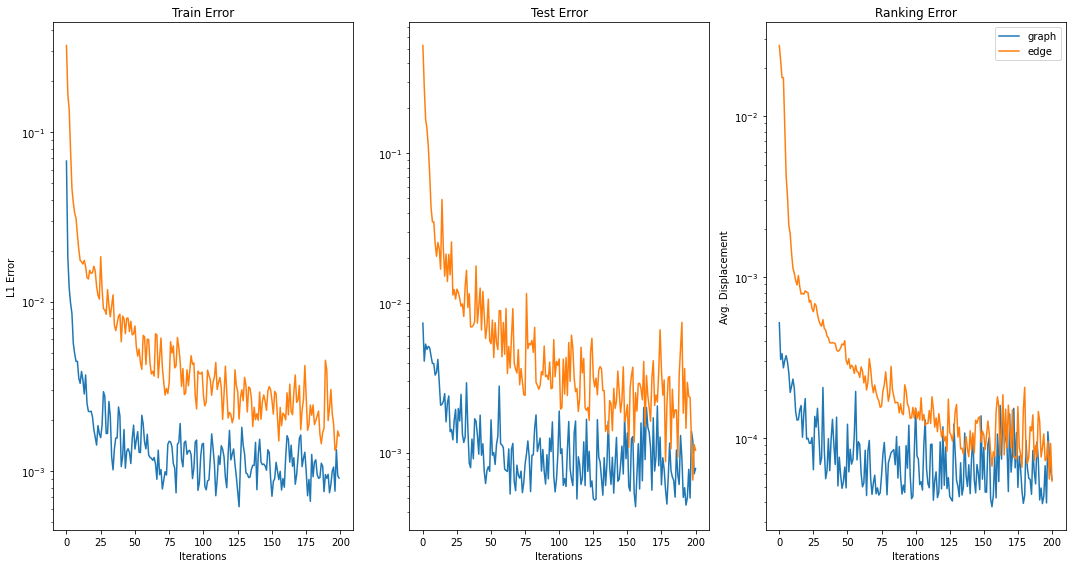 Train Error
Test Error
Ranking Error
graph
edge
L1 Error
10⁻¹
10⁻²
10⁻³
0 25 50 75 100 125 150 175 200
Iterations
10⁻¹
10⁻²
10⁻³
0 25 50 75 100 125 150 175 200
Iterations
Avg. Displacement
10⁻²
10⁻³
10⁻⁴
0 25 50 75 100 125 150 175 200
Iterations